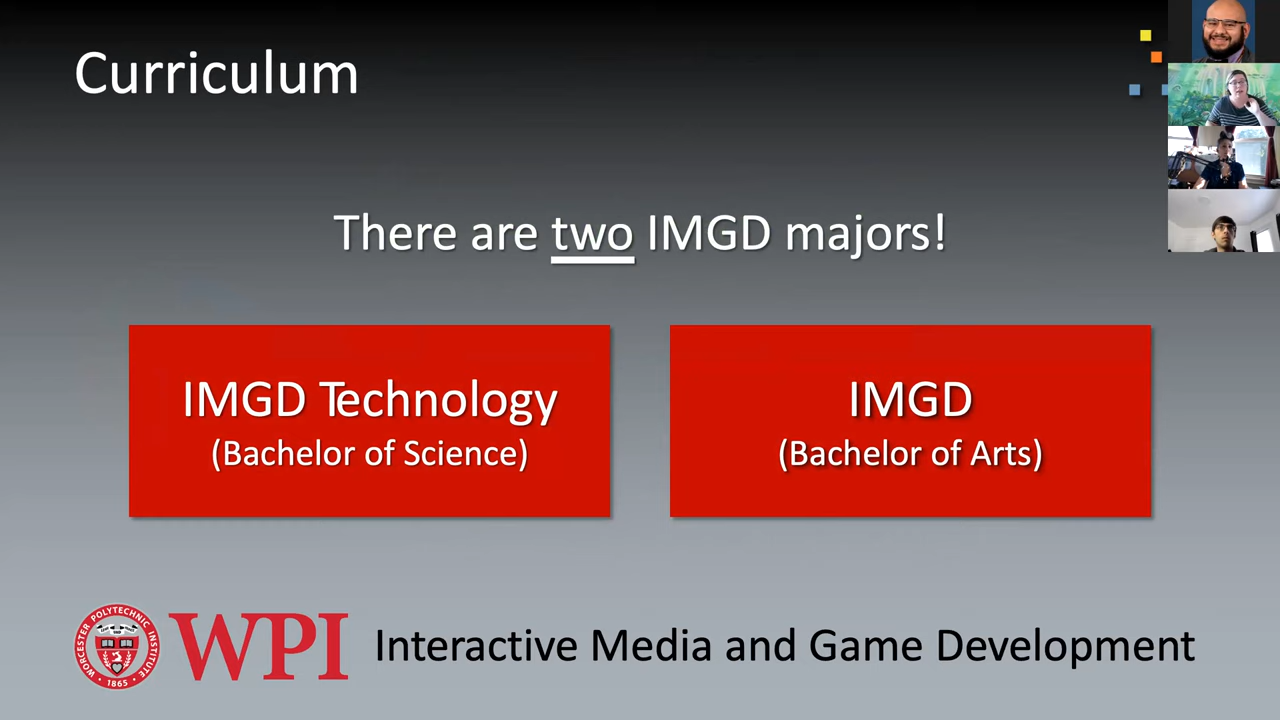 Curriculum
There are two IMGD majors!
IMGD Technology
(Bachelor of Science)
IMGD
(Bachelor of Arts)
WORCESTER POLYTECHNIC INSTITUTE
1865
WPI
Interactive Media and Game Development